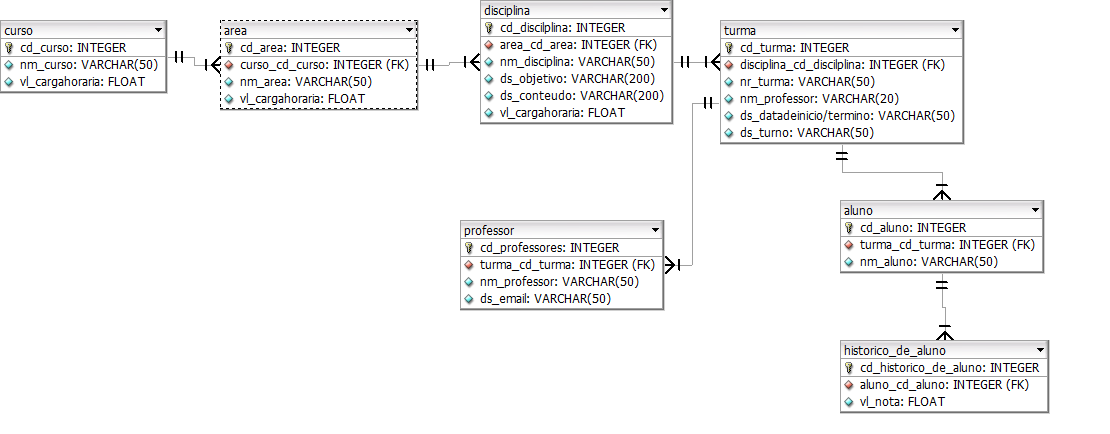 curso
cd_curso: INTEGER
nm_curso: VARCHAR(50)
vl_cargahoraria: FLOAT
area
cd_area: INTEGER
curso_cd_curso: INTEGER (FK)
nm_area: VARCHAR(50)
vl_cargahoraria: FLOAT
disciplina
cd_discilplina: INTEGER
area_cd_area: INTEGER (FK)
nm_disciplina: VARCHAR(50)
ds_objetivo: VARCHAR(200)
ds_conteudo: VARCHAR(200)
vl_cargahoraria: FLOAT
turma
cd_turma: INTEGER
disciplina_cd_discilplina: INTEGER (FK)
nr_turma: VARCHAR(50)
nm_professor: VARCHAR(20)
ds_datadeinicio/termino: VARCHAR(50)
ds_turno: VARCHAR(50)
professor
cd_professores: INTEGER
turma_cd_turma: INTEGER (FK)
nm_professor: VARCHAR(50)
ds_email: VARCHAR(50)
aluno
cd_aluno: INTEGER
turma_cd_turma: INTEGER (FK)
nm_aluno: VARCHAR(50)
historico_de_aluno
cd_historico_de_aluno: INTEGER
aluno_cd_aluno: INTEGER (FK)
vl_nota: FLOAT